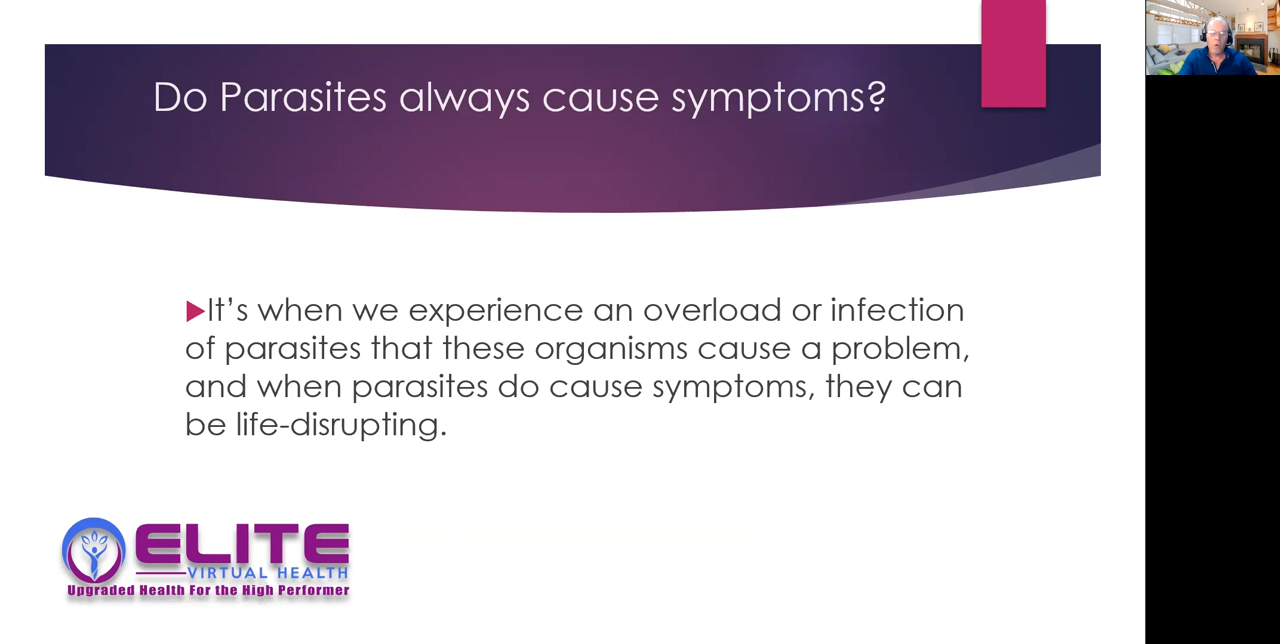 Do Parasites always cause symptoms?
It's when we experience an overload or infection
of parasites that these organisms cause a problem,
and when parasites do cause symptoms, they can
be life-disrupting.
ELITE
VIRTUAL HEALTH
Upgraded Health For the High Performer